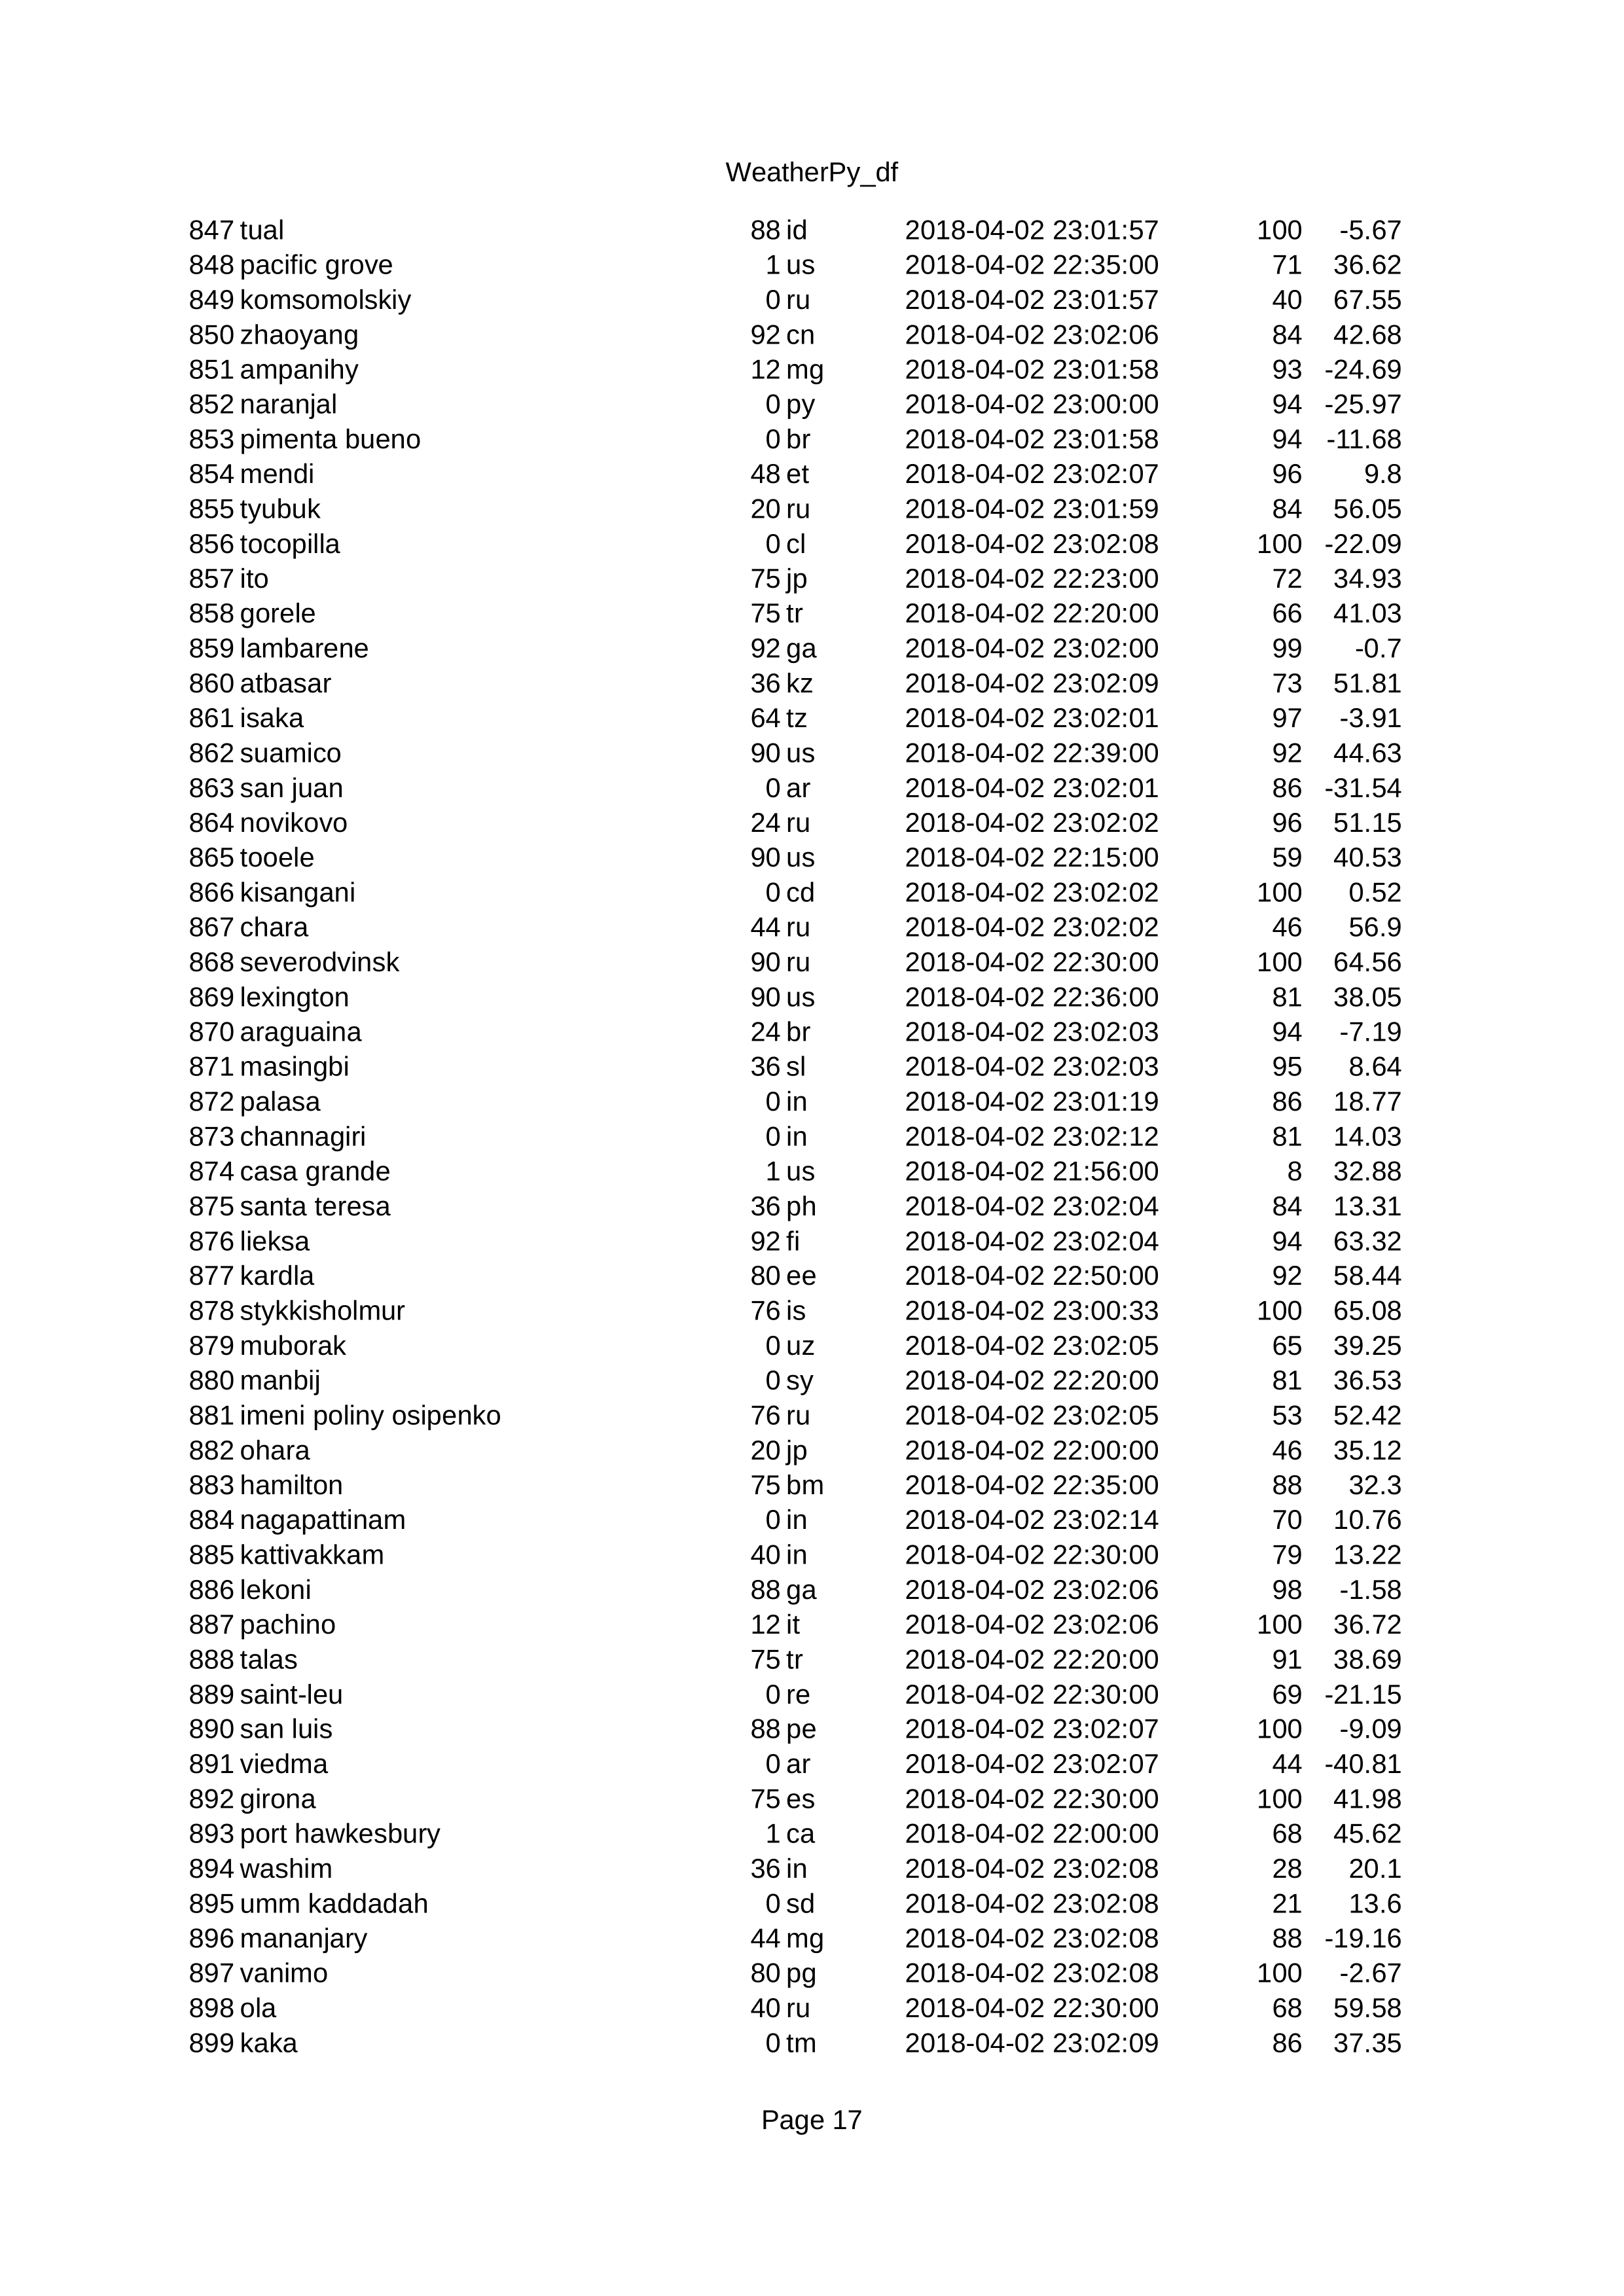 WeatherPy_df
847 tual 88 id 2018-04-02 23:01:57 100 -5.67
848 pacific grove 1 us 2018-04-02 22:35:00 71 36.62
849 komsomolskiy 0 ru 2018-04-02 23:01:57 40 67.55
850 zhaoyang 92 cn 2018-04-02 23:02:06 84 42.68
851 ampanihy 12 mg 2018-04-02 23:01:58 93 -24.69
852 naranjal 0 py 2018-04-02 23:00:00 94 -25.97
853 pimenta bueno 0 br 2018-04-02 23:01:58 94 -11.68
854 mendi 48 et 2018-04-02 23:02:07 96 9.8
855 tyubuk 20 ru 2018-04-02 23:01:59 84 56.05
856 tocopilla 0 cl 2018-04-02 23:02:08 100 -22.09
857 ito 75 jp 2018-04-02 22:23:00 72 34.93
858 gorele 75 tr 2018-04-02 22:20:00 66 41.03
859 lambarene 92 ga 2018-04-02 23:02:00 99 -0.7
860 atbasar 36 kz 2018-04-02 23:02:09 73 51.81
861 isaka 64 tz 2018-04-02 23:02:01 97 -3.91
862 suamico 90 us 2018-04-02 22:39:00 92 44.63
863 san juan 0 ar 2018-04-02 23:02:01 86 -31.54
864 novikovo 24 ru 2018-04-02 23:02:02 96 51.15
865 tooele 90 us 2018-04-02 22:15:00 59 40.53
866 kisangani 0 cd 2018-04-02 23:02:02 100 0.52
867 chara 44 ru 2018-04-02 23:02:02 46 56.9
868 severodvinsk 90 ru 2018-04-02 22:30:00 100 64.56
869 lexington 90 us 2018-04-02 22:36:00 81 38.05
870 araguaina 24 br 2018-04-02 23:02:03 94 -7.19
871 masingbi 36 sl 2018-04-02 23:02:03 95 8.64
872 palasa 0 in 2018-04-02 23:01:19 86 18.77
873 channagiri 0 in 2018-04-02 23:02:12 81 14.03
874 casa grande 1 us 2018-04-02 21:56:00 8 32.88
875 santa teresa 36 ph 2018-04-02 23:02:04 84 13.31
876 lieksa 92 fi 2018-04-02 23:02:04 94 63.32
877 kardla 80 ee 2018-04-02 22:50:00 92 58.44
878 stykkisholmur 76 is 2018-04-02 23:00:33 100 65.08
879 muborak 0 uz 2018-04-02 23:02:05 65 39.25
880 manbij 0 sy 2018-04-02 22:20:00 81 36.53
881 imeni poliny osipenko 76 ru 2018-04-02 23:02:05 53 52.42
882 ohara 20 jp 2018-04-02 22:00:00 46 35.12
883 hamilton 75 bm 2018-04-02 22:35:00 88 32.3
884 nagapattinam 0 in 2018-04-02 23:02:14 70 10.76
885 kattivakkam 40 in 2018-04-02 22:30:00 79 13.22
886 lekoni 88 ga 2018-04-02 23:02:06 98 -1.58
887 pachino 12 it 2018-04-02 23:02:06 100 36.72
888 talas 75 tr 2018-04-02 22:20:00 91 38.69
889 saint-leu 0 re 2018-04-02 22:30:00 69 -21.15
890 san luis 88 pe 2018-04-02 23:02:07 100 -9.09
891 viedma 0 ar 2018-04-02 23:02:07 44 -40.81
892 girona 75 es 2018-04-02 22:30:00 100 41.98
893 port hawkesbury 1 ca 2018-04-02 22:00:00 68 45.62
894 washim 36 in 2018-04-02 23:02:08 28 20.1
895 umm kaddadah 0 sd 2018-04-02 23:02:08 21 13.6
896 mananjary 44 mg 2018-04-02 23:02:08 88 -19.16
897 vanimo 80 pg 2018-04-02 23:02:08 100 -2.67
898 ola 40 ru 2018-04-02 22:30:00 68 59.58
899 kaka 0 tm 2018-04-02 23:02:09 86 37.35
Page 17